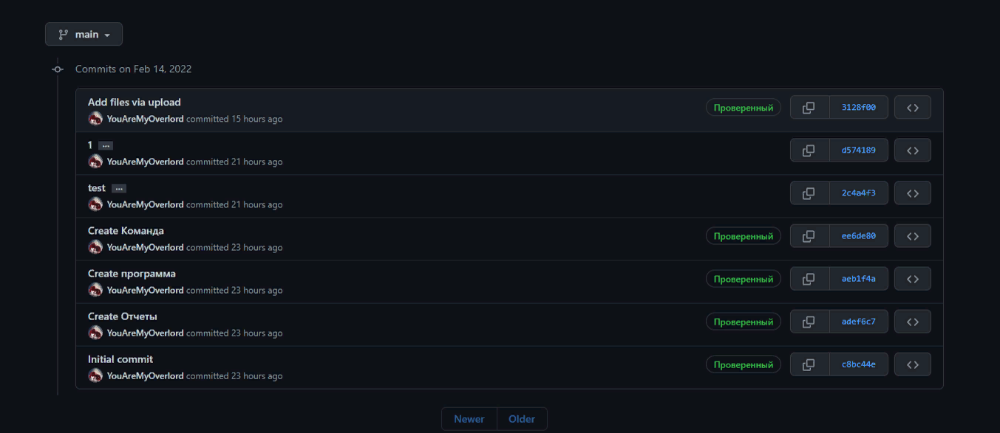 main
Commits on Feb 14, 2022
Add files via upload
YouAreMyOverlord committed 15 hours ago
Проверенный
3128f00
1 ...
YouAreMyOverlord committed 21 hours ago
d574189
test ...
YouAreMyOverlord committed 21 hours ago
2c4a4f3
Create Команда
YouAreMyOverlord committed 23 hours ago
Проверенный
ee6de80
Create программа
YouAreMyOverlord committed 23 hours ago
Проверенный
aeb1f4a
Create Отчеты
YouAreMyOverlord committed 23 hours ago
Проверенный
adef6c7
Initial commit
YouAreMyOverlord committed 23 hours ago
Проверенный
c8bc44e
Newer Older